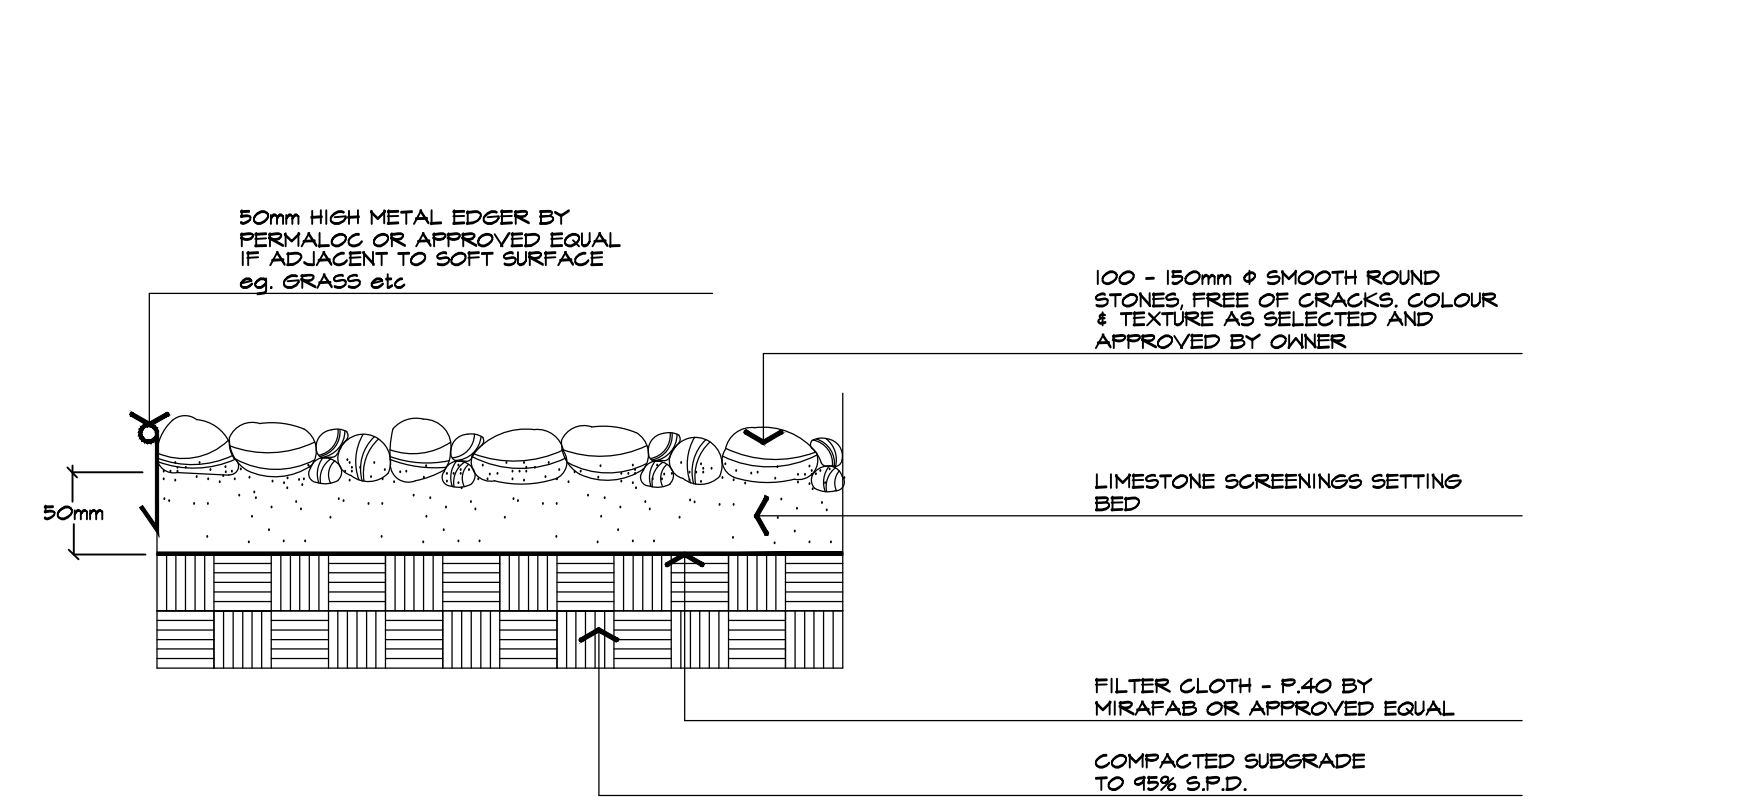 50mm HIGH METAL EDGER BY
PERMALOC OR APPROVED EQUAL
IF ADJACENT TO SOFT SURFACE
eg. GRASS etc
100 - 150mm Φ SMOOTH ROUND
STONES, FREE OF CRACKS. COLOUR
& TEXTURE AS SELECTED AND
APPROVED BY OWNER
LIMESTONE SCREENINGS SETTING
BED
50mm
FILTER CLOTH - P.40 BY
MIRAFAB OR APPROVED EQUAL
COMPACTED SUBGRADE
TO 95% S.P.D.